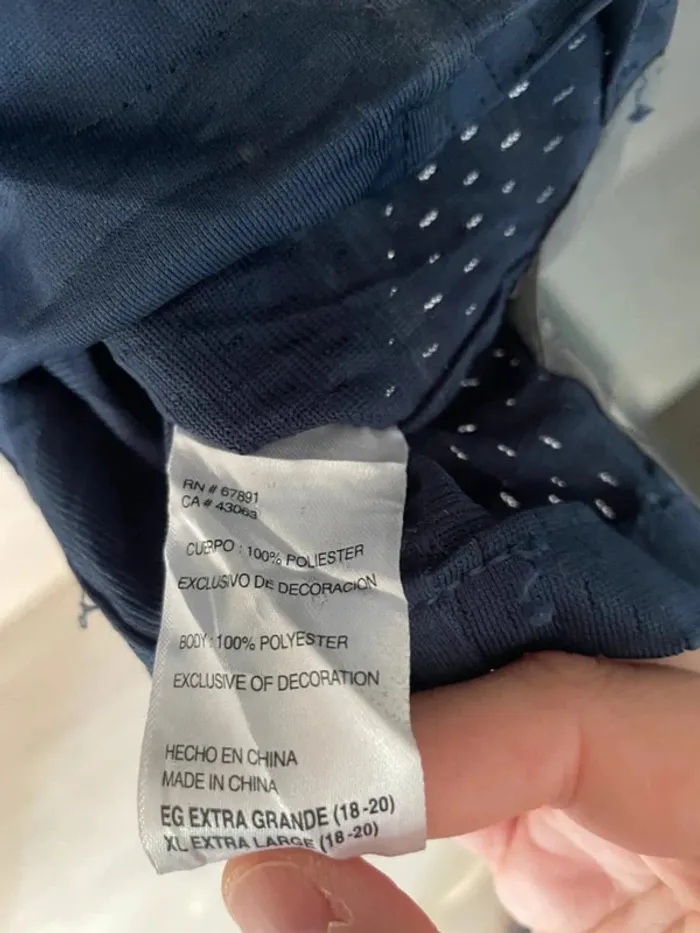 RN # 67891
CA # 43063
CUERPO : 100% POLIESTER
EXCLUSIVO DE DECORACION
BODY : 100% POLYESTER
EXCLUSIVE OF DECORATION
HECHO EN CHINA
MADE IN CHINA
EG EXTRA GRANDE (18-20)
XL EXTRA LARGE (18-20)